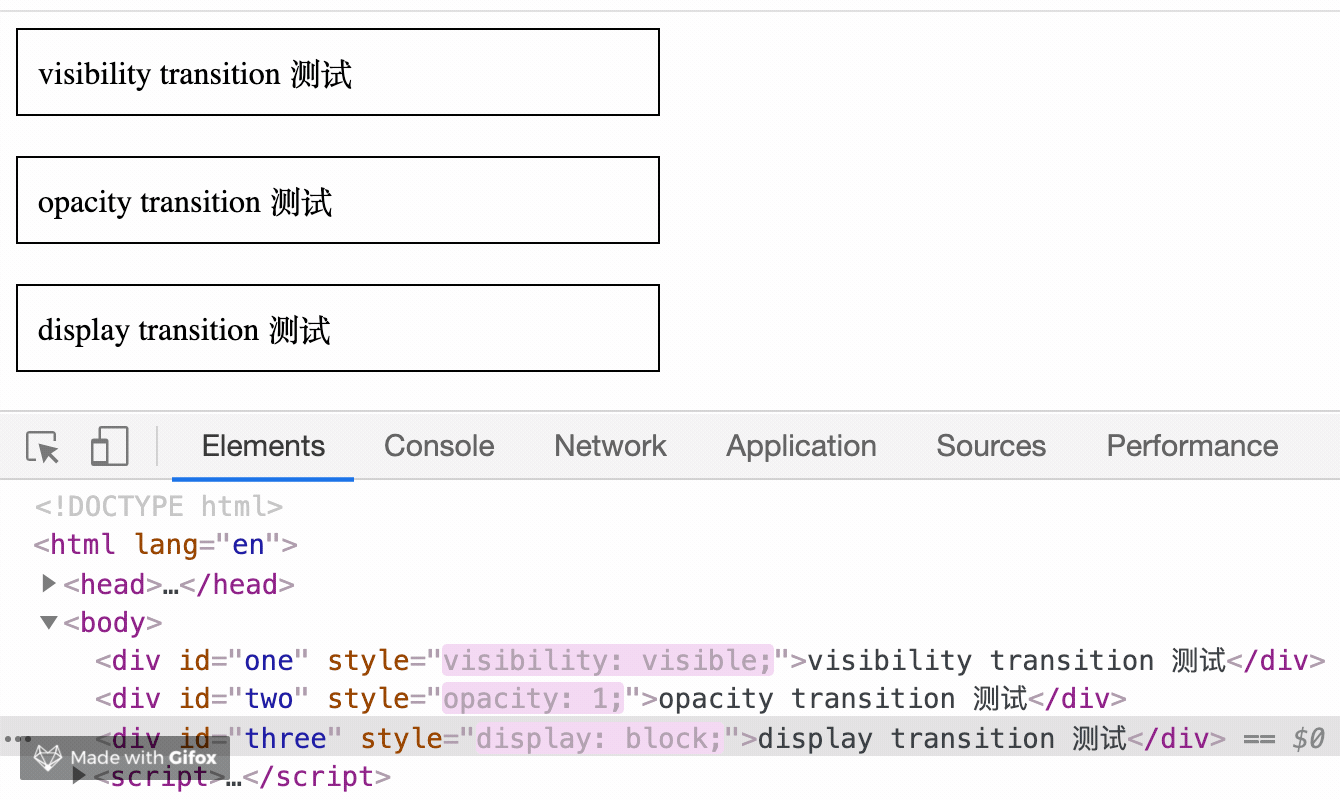 visibility transition 测试
opacity transition 测试
display transition 测试
Elements Console Network Application Sources Performance
<!DOCTYPE html>
<html lang="en">
<head>…</head>
<body>
<div id="one" style="visibility: visible;">visibility transition 测试</div>
<div id="two" style="opacity: 1;">opacity transition 测试</div>
<div id="three" style="display: block;">display transition 测试</div> == $0
Made with Gifox
<script>…</script>